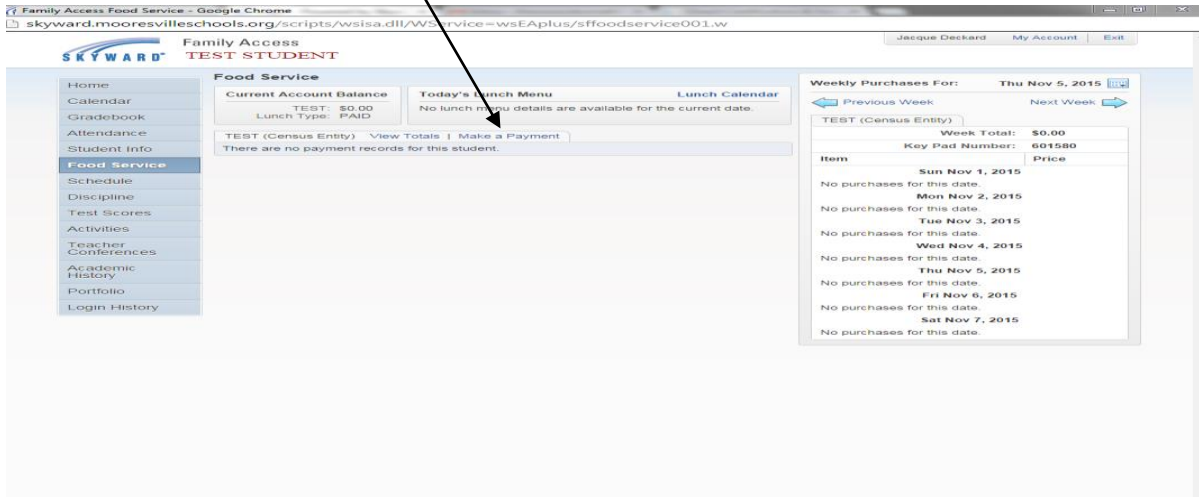 Family Access Food Service - Google Chrome
skyward.mooresvilleschools.org/scripts/wsisa.dll/WService=wsEAplus/sffoodservice001.w
SKYWARD
Family Access
TEST STUDENT
Jacque Deckard My Account Exit
Home
Calendar
Gradebook
Attendance
Student Info
Food Service
Schedule
Discipline
Test Scores
Activities
Teacher
Conferences
Academic
History
Portfolio
Login History
Food Service
Current Account Balance
TEST: $0.00
Lunch Type: PAID
Today's Lunch Menu Lunch Calendar
No lunch menu details are available for the current date.
TEST (Census Entity) View Totals | Make a Payment
There are no payment records for this student.
Weekly Purchases For: Thu Nov 5, 2015
Previous Week Next Week
TEST (Census Entity)
Week Total: $0.00
Key Pad Number: 601580
Item Price
Sun Nov 1, 2015
No purchases for this date.
Mon Nov 2, 2015
No purchases for this date.
Tue Nov 3, 2015
No purchases for this date.
Wed Nov 4, 2015
No purchases for this date.
Thu Nov 5, 2015
No purchases for this date.
Fri Nov 6, 2015
No purchases for this date.
Sat Nov 7, 2015
No purchases for this date.